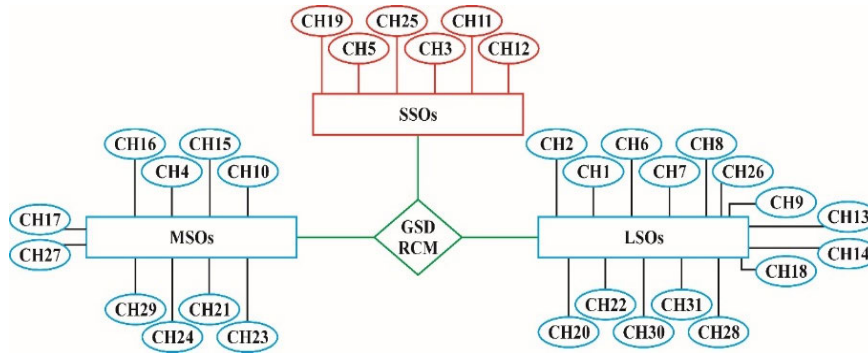 CH19
CH25
CH11
CH5
CH3
CH12
SSOs
CH16
CH15
CH4
CH10
CH17
CH27
MSOs
CH29
CH21
CH24
CH23
GSD
RCM
CH2
CH6
CH8
CH1
CH7
CH26
CH9
CH13
LSOs
CH14
CH18
CH22
CH31
CH20
CH30
CH28